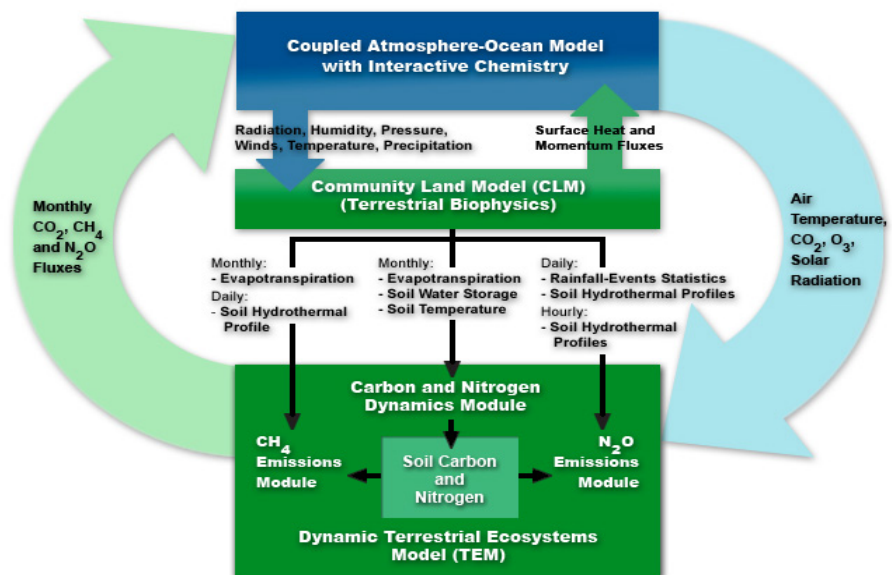 Coupled Atmosphere-Ocean Model
with Interactive Chemistry
Radiation, Humidity, Pressure,
Winds, Temperature, Precipitation
Surface Heat and
Momentum Fluxes
Community Land Model (CLM)
(Terrestrial Biophysics)
Monthly
CO₂, CH₄
and N₂O
Fluxes
Air
Temperature,
CO₂, O₃,
Solar
Radiation
Monthly:
- Evapotranspiration
Daily:
- Soil Hydrothermal
Profile
Monthly:
- Evapotranspiration
- Soil Water Storage
- Soil Temperature
Daily:
- Rainfall-Events Statistics
- Soil Hydrothermal Profiles
Hourly:
- Soil Hydrothermal
Profiles
Carbon and Nitrogen
Dynamics Module
CH₄
Emissions
Module
Soil Carbon
and
Nitrogen
N₂O
Emissions
Module
Dynamic Terrestrial Ecosystems
Model (TEM)